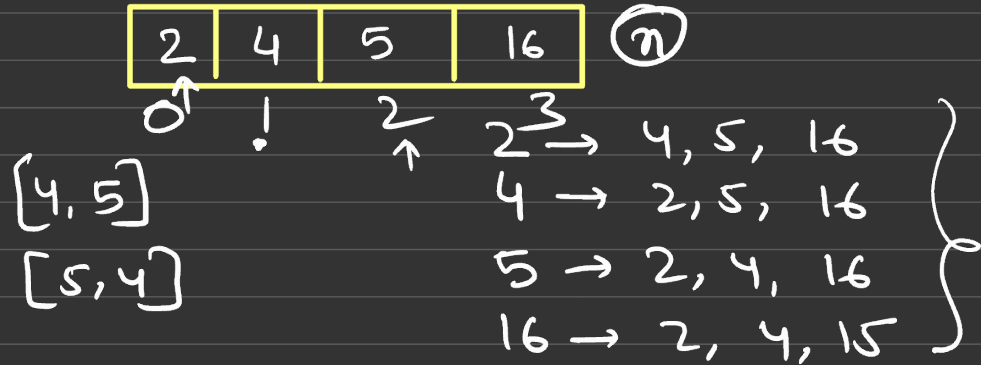 2 4 5 16 n
0 1 2 3
2 → 4, 5, 16
[4, 5] 4 → 2, 5, 16
[5, 4] 5 → 2, 4, 16
16 → 2, 4, 15